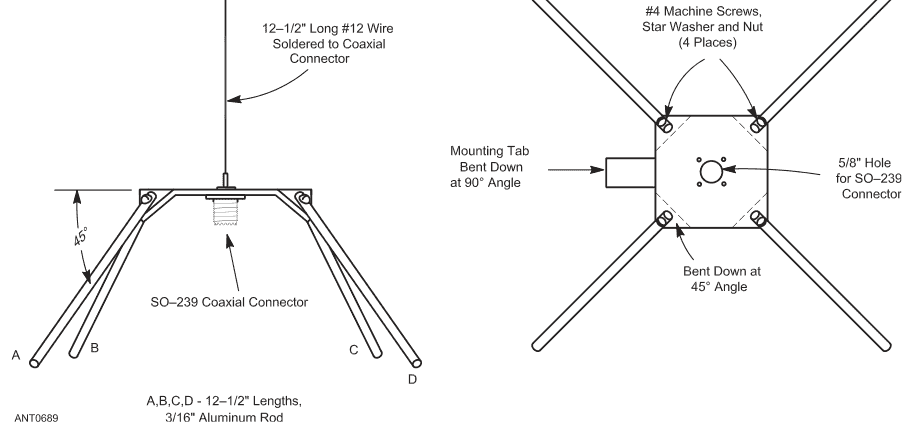 12–1/2" Long #12 Wire
Soldered to Coaxial
Connector
45°
SO–239 Coaxial Connector
A
B
C
D
A,B,C,D - 12–1/2" Lengths,
3/16" Aluminum Rod
ANT0689
#4 Machine Screws,
Star Washer and Nut
(4 Places)
Mounting Tab
Bent Down
at 90° Angle
5/8" Hole
for SO–239
Connector
Bent Down at
45° Angle